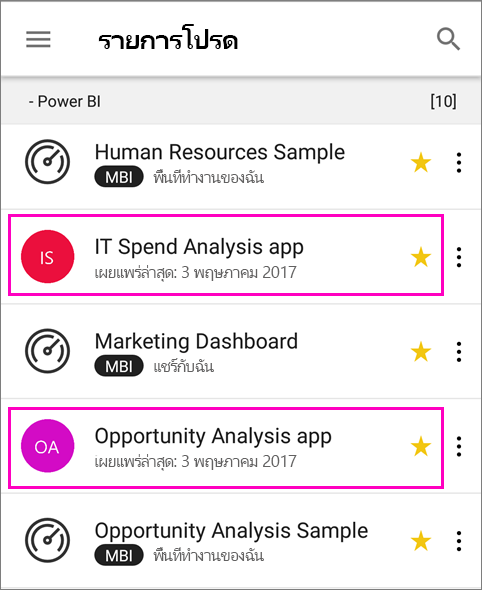 รายการโปรด
- Power BI [10]
Human Resources Sample
MBI พื้นที่ทำงานของฉัน
IS
IT Spend Analysis app
เผยแพร่ล่าสุด: 3 พฤษภาคม 2017
Marketing Dashboard
MBI แชร์กับฉัน
OA
Opportunity Analysis app
เผยแพร่ล่าสุด: 3 พฤษภาคม 2017
Opportunity Analysis Sample
MBI พื้นที่ทำงานของฉัน